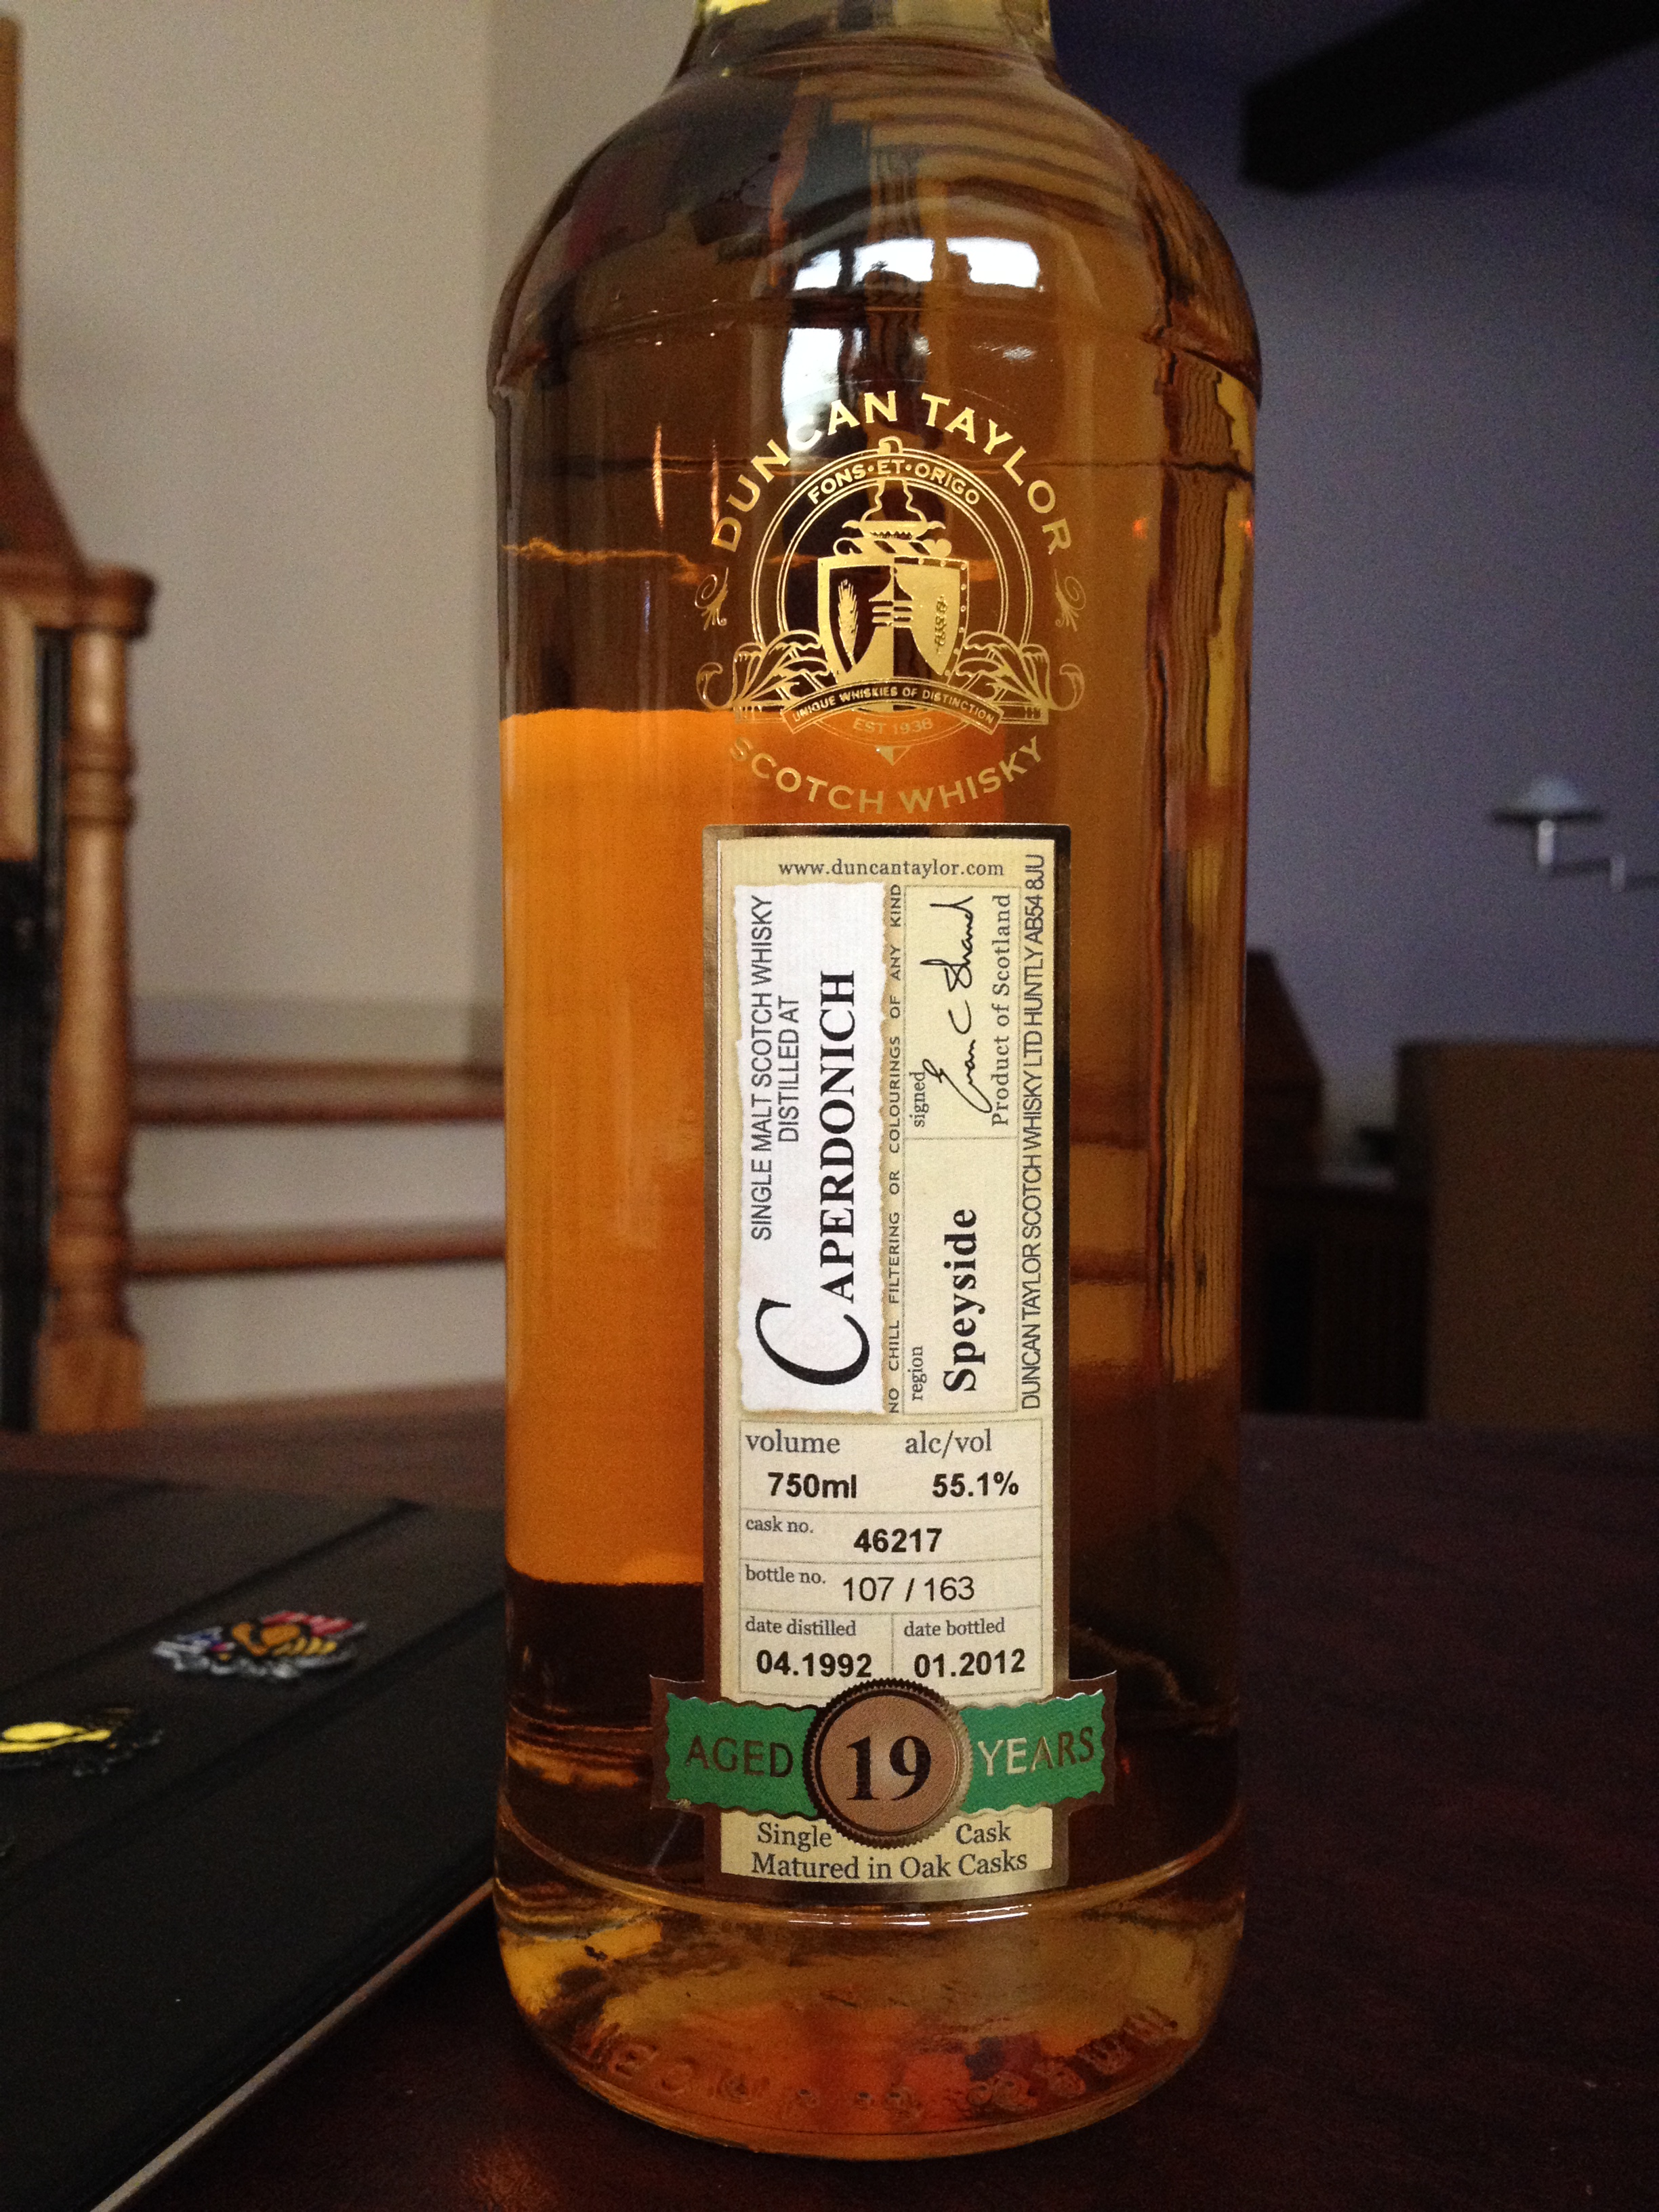 DUNCAN TAYLOR
FONS·ET·ORIGO
UNIQUE WHISKIES OF DISTINCTION
EST 1938
SCOTCH WHISKY
www.duncantaylor.com
SINGLE MALT SCOTCH WHISKY
DISTILLED AT
CAPERDONICH
NO CHILL FILTERING OR COLOURINGS OF ANY KIND
region
Speyside
signed
Euan C Shand
Product of Scotland
DUNCAN TAYLOR SCOTCH WHISKY LTD HUNTLY AB54 8JU
volume alc/vol
750ml 55.1%
cask no. 46217
bottle no. 107 / 163
date distilled date bottled
04.1992 01.2012
AGED 19 YEARS
Single Cask
Matured in Oak Casks